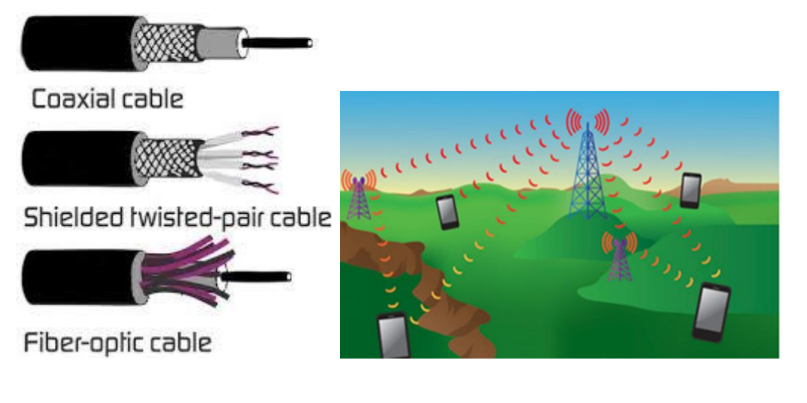 Coaxial cable
Shielded twisted-pair cable
Fiber-optic cable